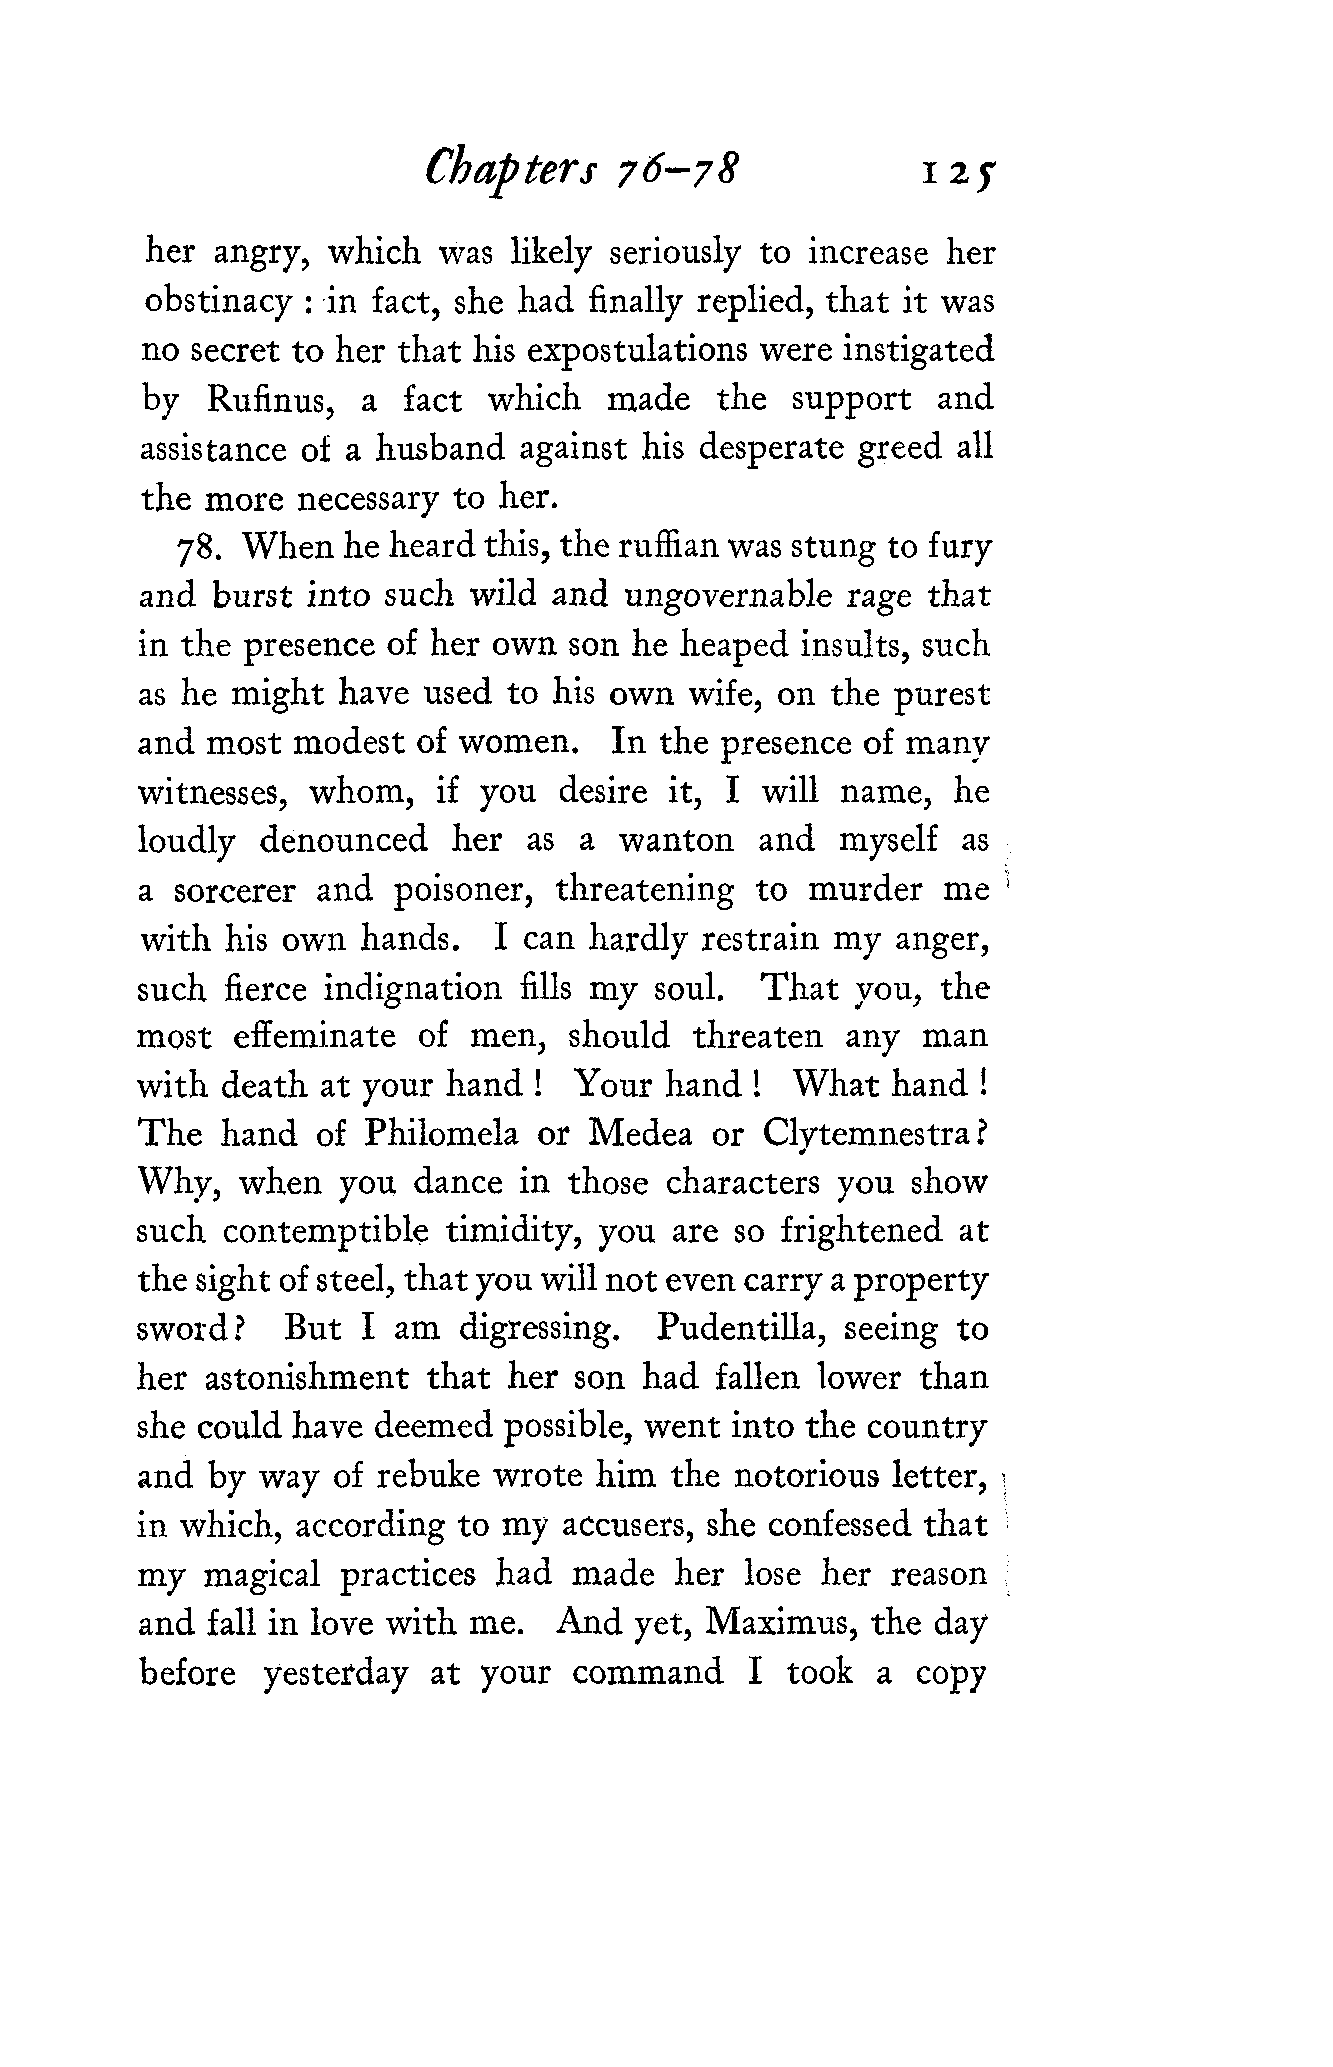 Chapters 76–78 125
her angry, which was likely seriously to increase her
obstinacy : in fact, she had finally replied, that it was
no secret to her that his expostulations were instigated
by Rufinus, a fact which made the support and
assistance of a husband against his desperate greed all
the more necessary to her.
78. When he heard this, the ruffian was stung to fury
and burst into such wild and ungovernable rage that
in the presence of her own son he heaped insults, such
as he might have used to his own wife, on the purest
and most modest of women. In the presence of many
witnesses, whom, if you desire it, I will name, he
loudly denounced her as a wanton and myself as
a sorcerer and poisoner, threatening to murder me
with his own hands. I can hardly restrain my anger,
such fierce indignation fills my soul. That you, the
most effeminate of men, should threaten any man
with death at your hand ! Your hand ! What hand !
The hand of Philomela or Medea or Clytemnestra?
Why, when you dance in those characters you show
such contemptible timidity, you are so frightened at
the sight of steel, that you will not even carry a property
sword? But I am digressing. Pudentilla, seeing to
her astonishment that her son had fallen lower than
she could have deemed possible, went into the country
and by way of rebuke wrote him the notorious letter,
in which, according to my accusers, she confessed that
my magical practices had made her lose her reason
and fall in love with me. And yet, Maximus, the day
before yesterday at your command I took a copy